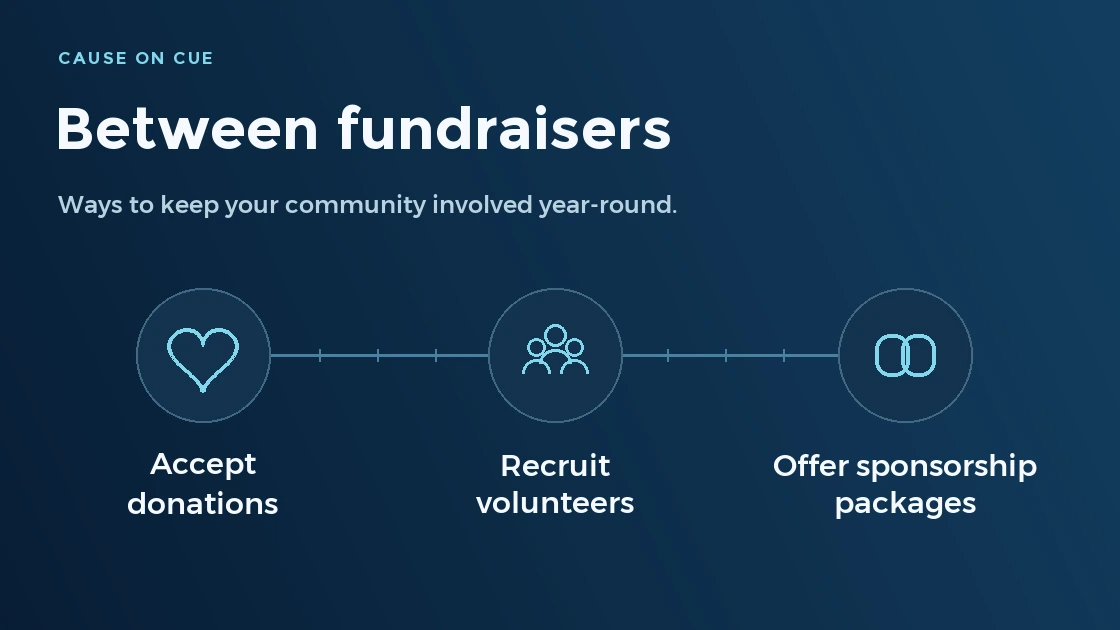 CAUSE ON CUE
Between fundraisers
Ways to keep your community involved year-round.
Accept
donations
Recruit
volunteers
Offer sponsorship
packages